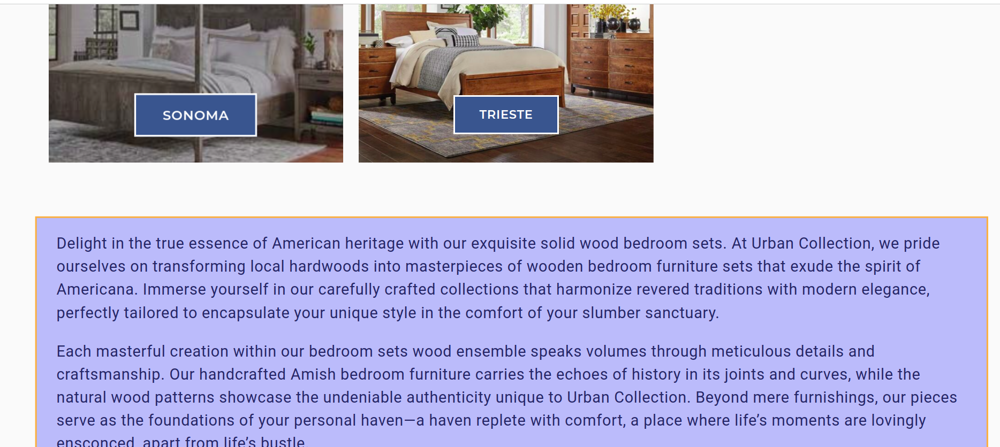 SONOMA
TRIESTE
Delight in the true essence of American heritage with our exquisite solid wood bedroom sets. At Urban Collection, we pride
ourselves on transforming local hardwoods into masterpieces of wooden bedroom furniture sets that exude the spirit of
Americana. Immerse yourself in our carefully crafted collections that harmonize revered traditions with modern elegance,
perfectly tailored to encapsulate your unique style in the comfort of your slumber sanctuary.
Each masterful creation within our bedroom sets wood ensemble speaks volumes through meticulous details and
craftsmanship. Our handcrafted Amish bedroom furniture carries the echoes of history in its joints and curves, while the
natural wood patterns showcase the undeniable authenticity unique to Urban Collection. Beyond mere furnishings, our pieces
serve as the foundations of your personal haven—a haven replete with comfort, a place where life’s moments are lovingly
ensconced, apart from life’s bustle.